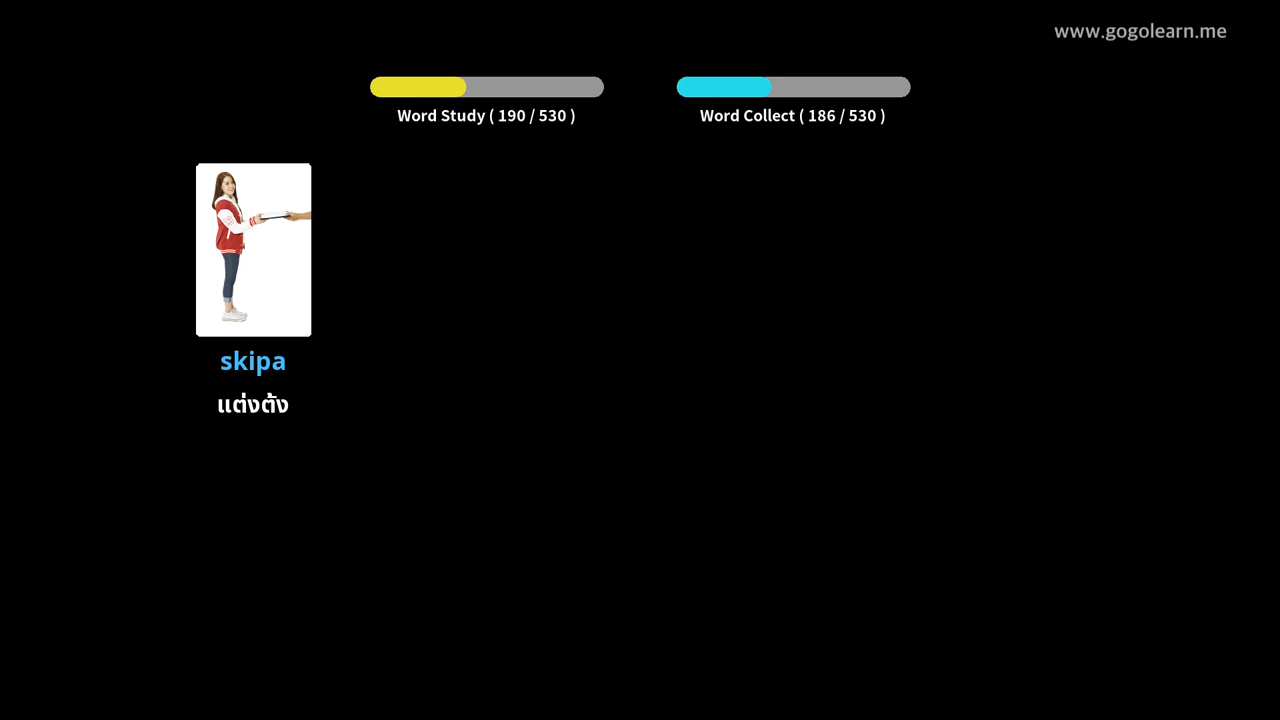 www.gogolearn.me
Word Study ( 190 / 530 )
Word Collect ( 186 / 530 )
skipa
แต่งตั้ง